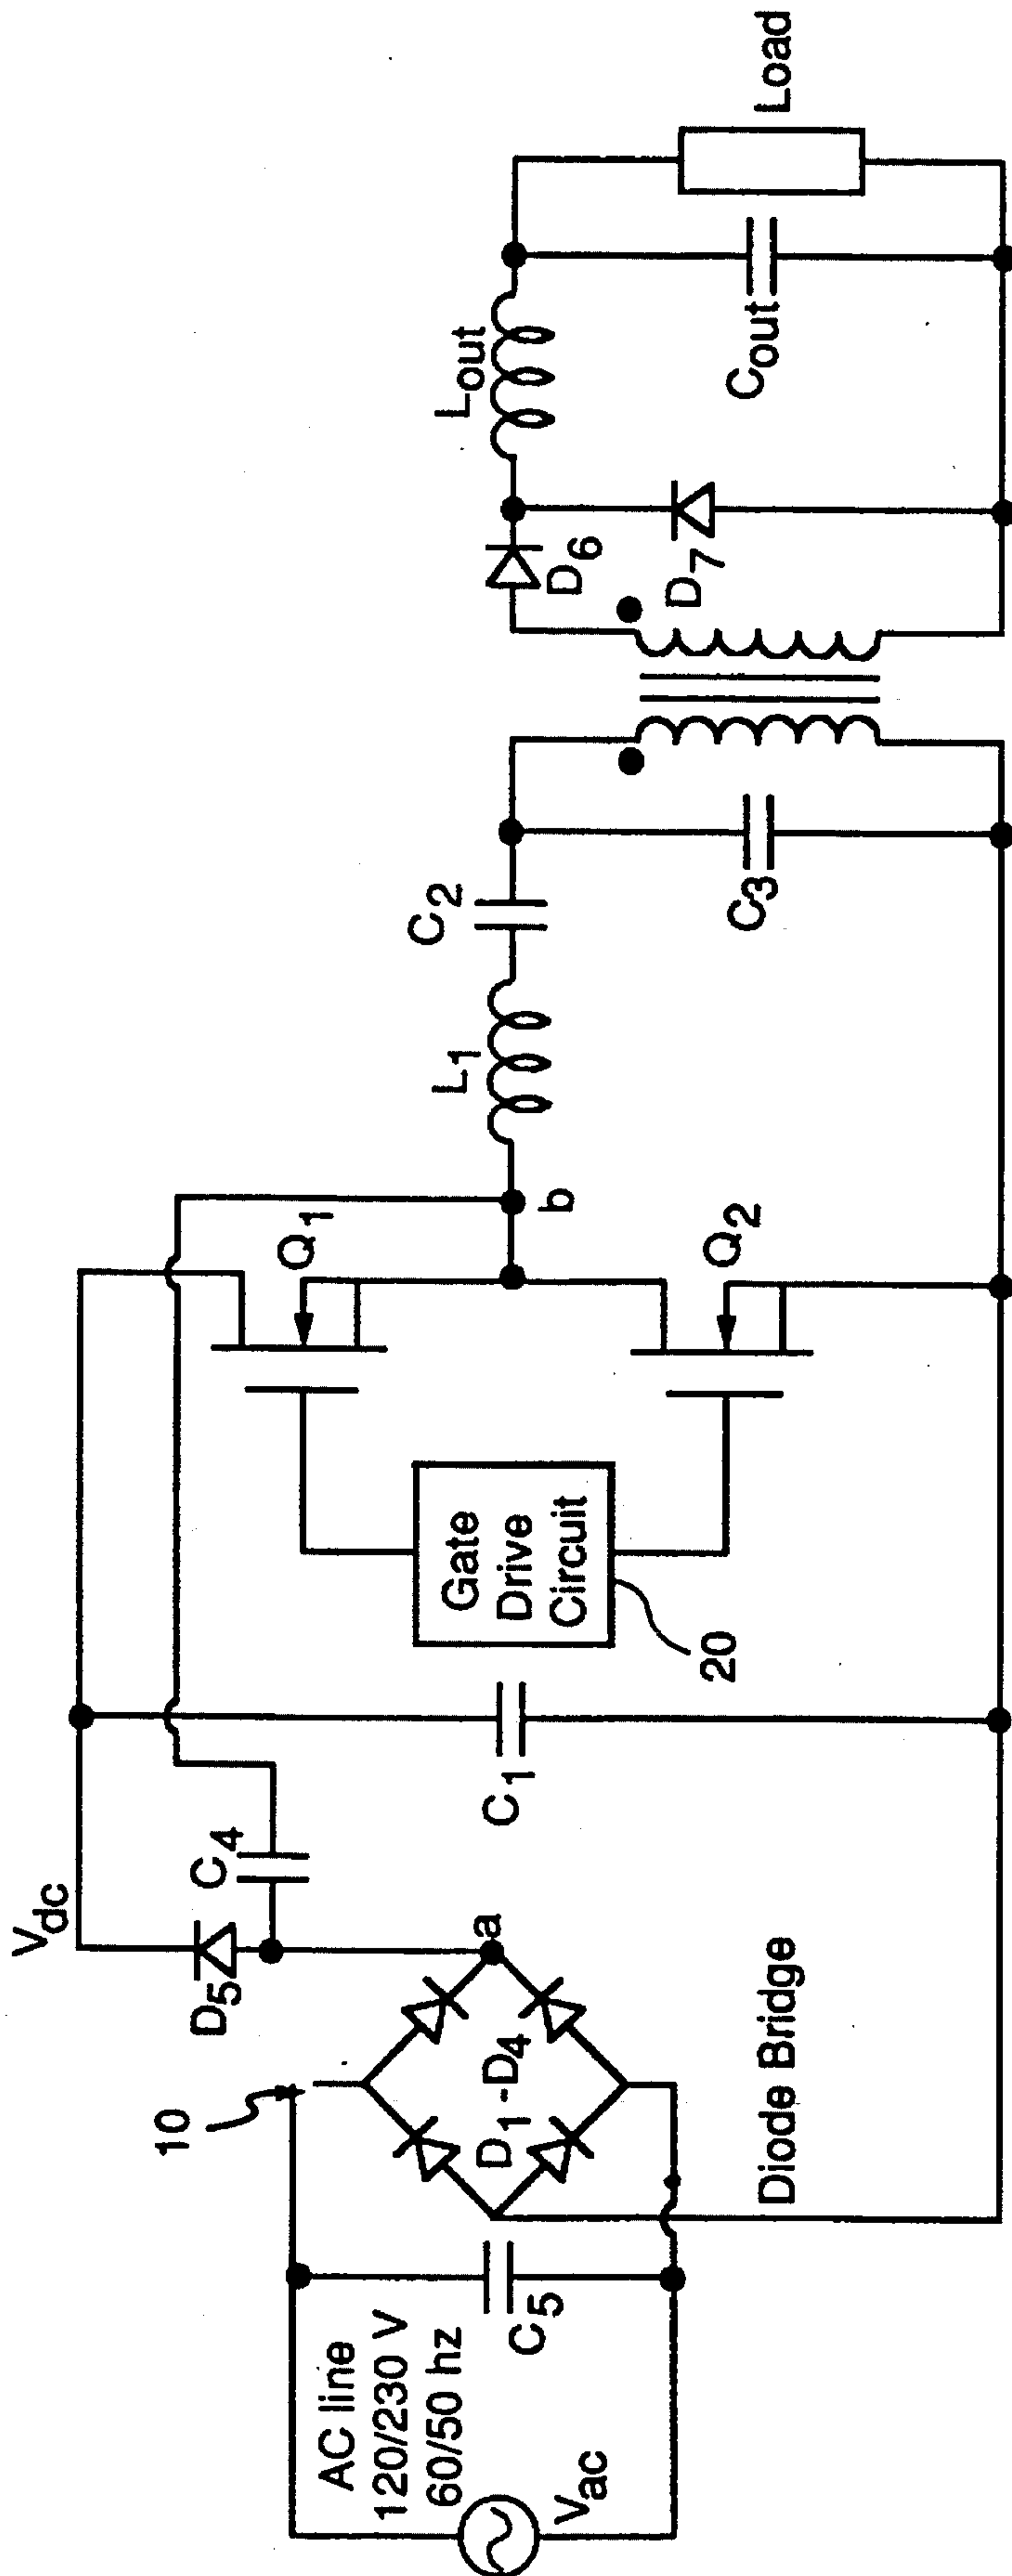 AC line
120/230 V
60/50 hz
Vac
C5
10
D1-D4
Diode Bridge
a
D5
Vdc
C4
C1
Gate
Drive
Circuit
20
Q1
Q2
b
L1
C2
C3
D6
D7
Lout
Cout
Load